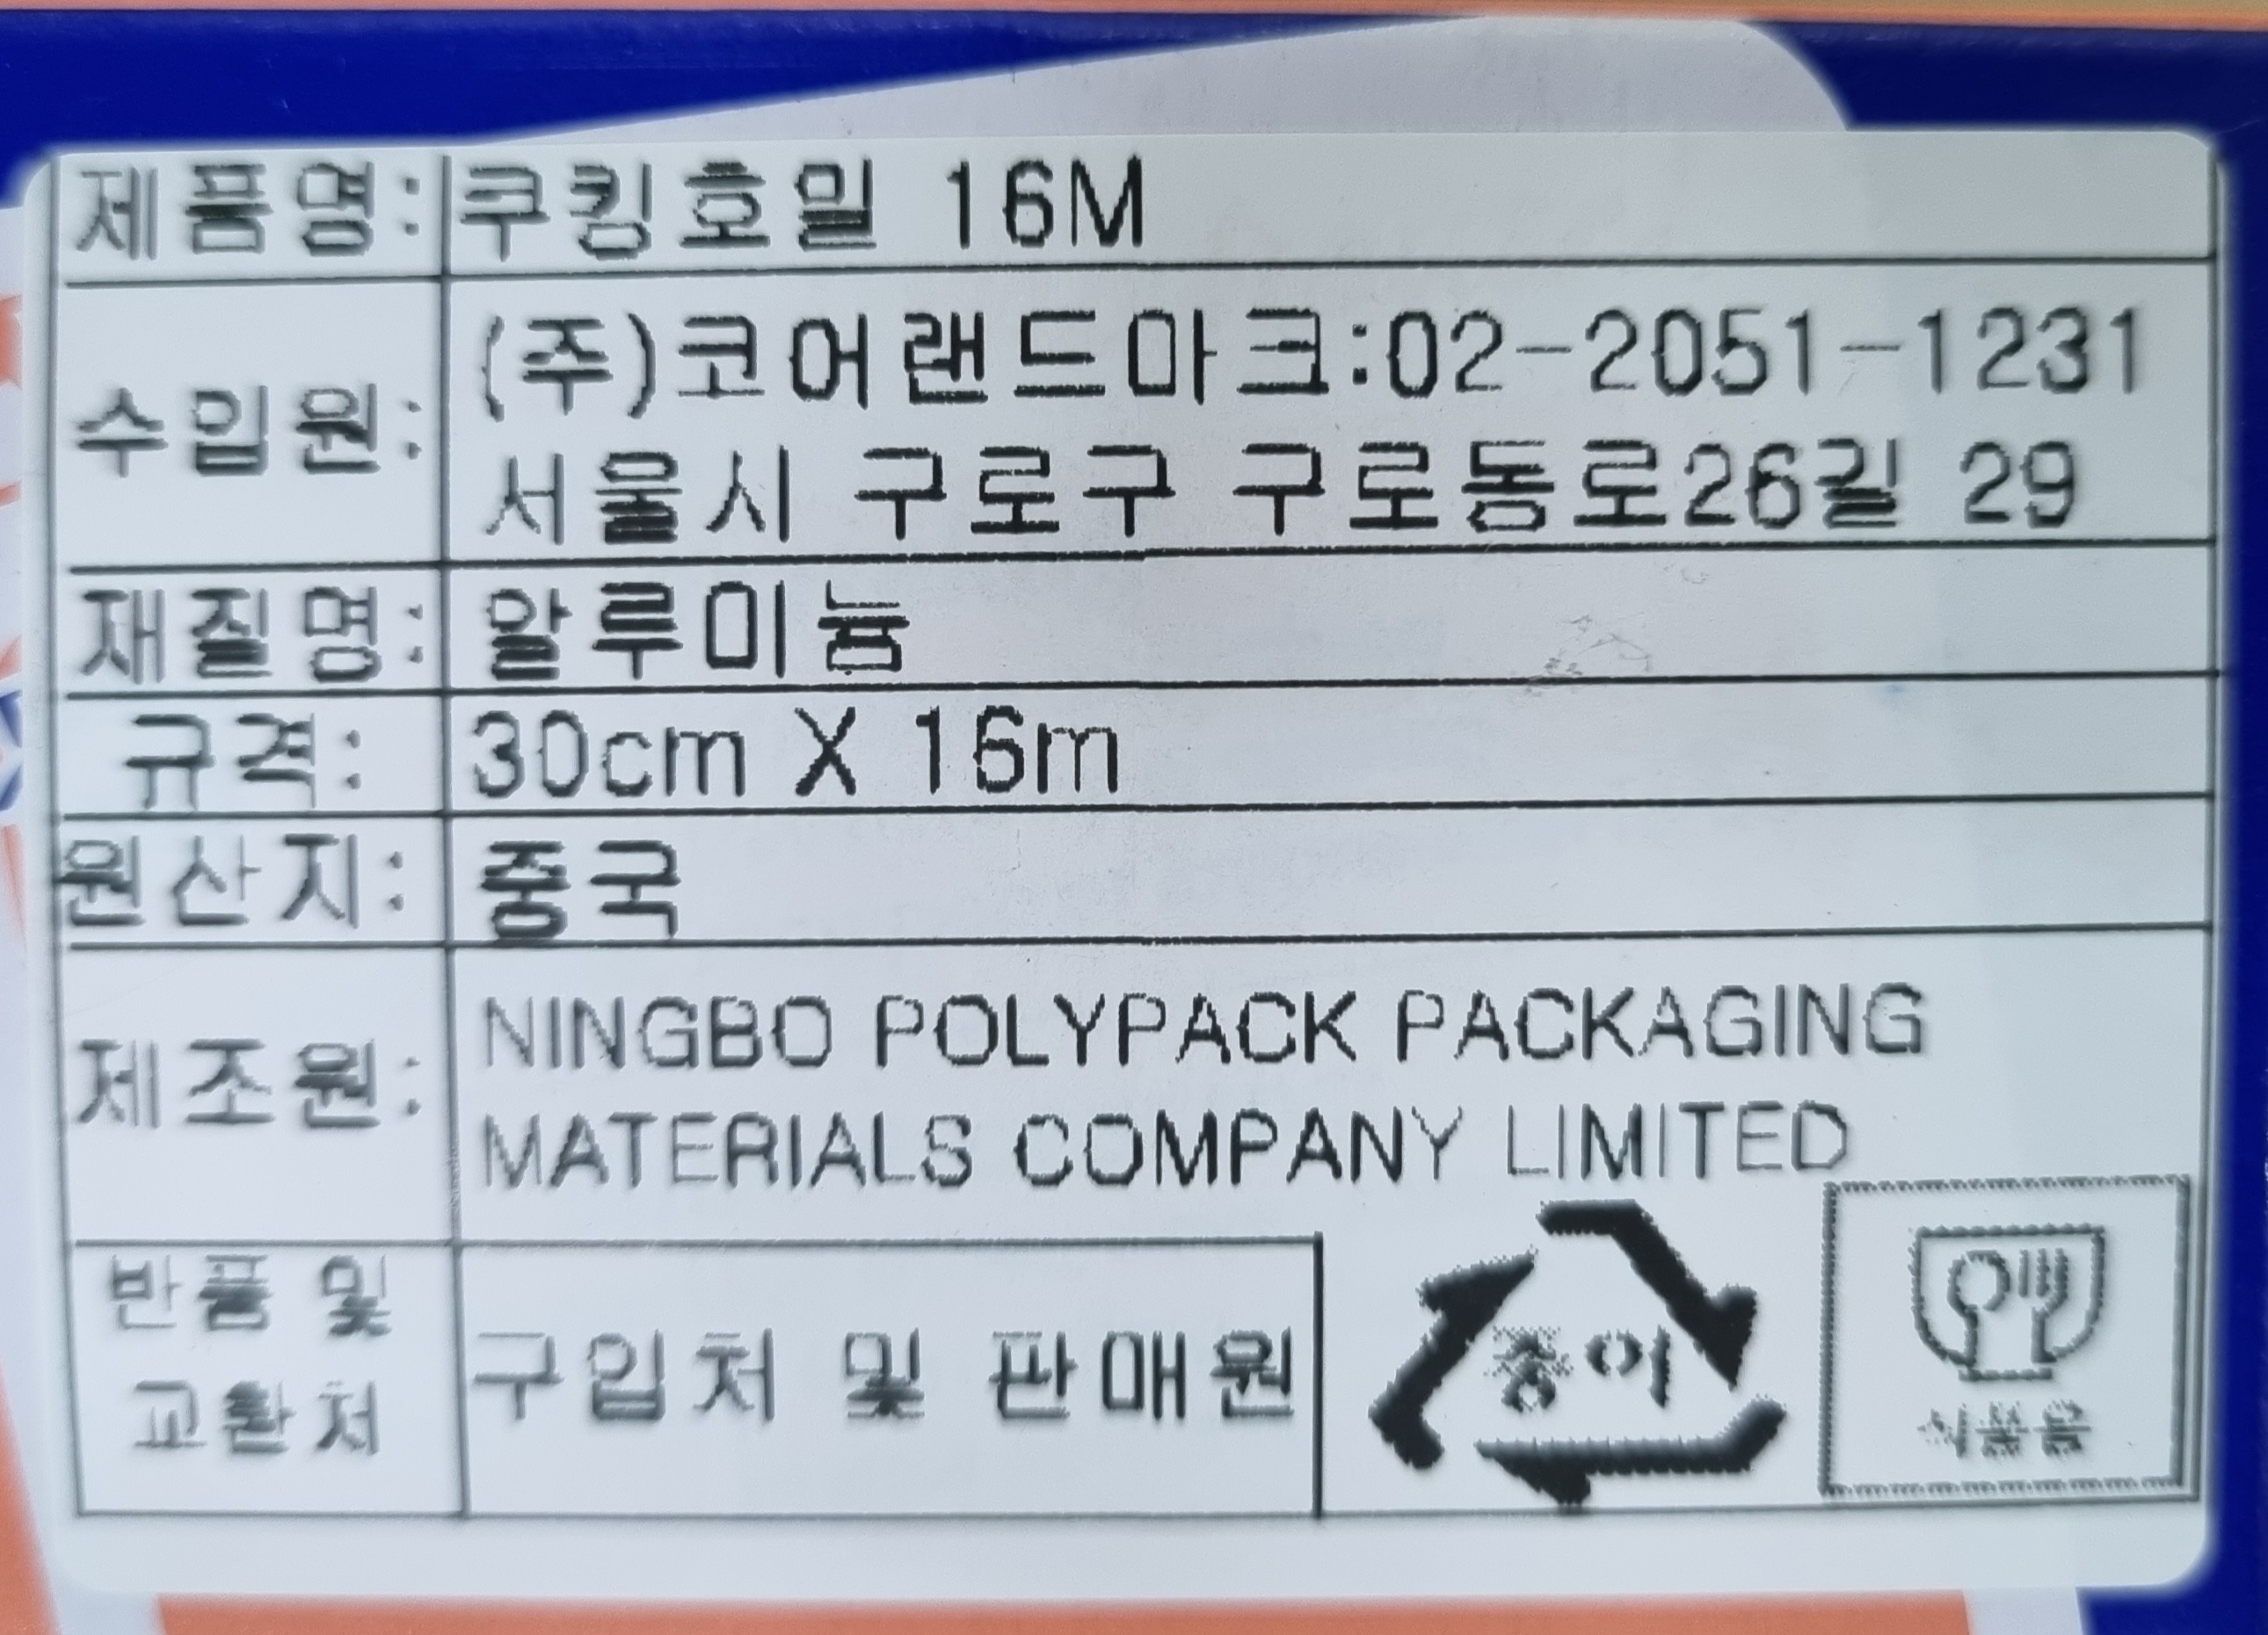 제품명: 쿠킹호일 16M
수입원: (주)코어랜드마크:02-2051-1231
서울시 구로구 구로동로26길 29
재질명: 알루미늄
규격: 30cm X 16m
원산지: 중국
제조원: NINGBO POLYPACK PACKAGING
MATERIALS COMPANY LIMITED
반품 및
교환처
구입처 및 판매원
종이
식품용